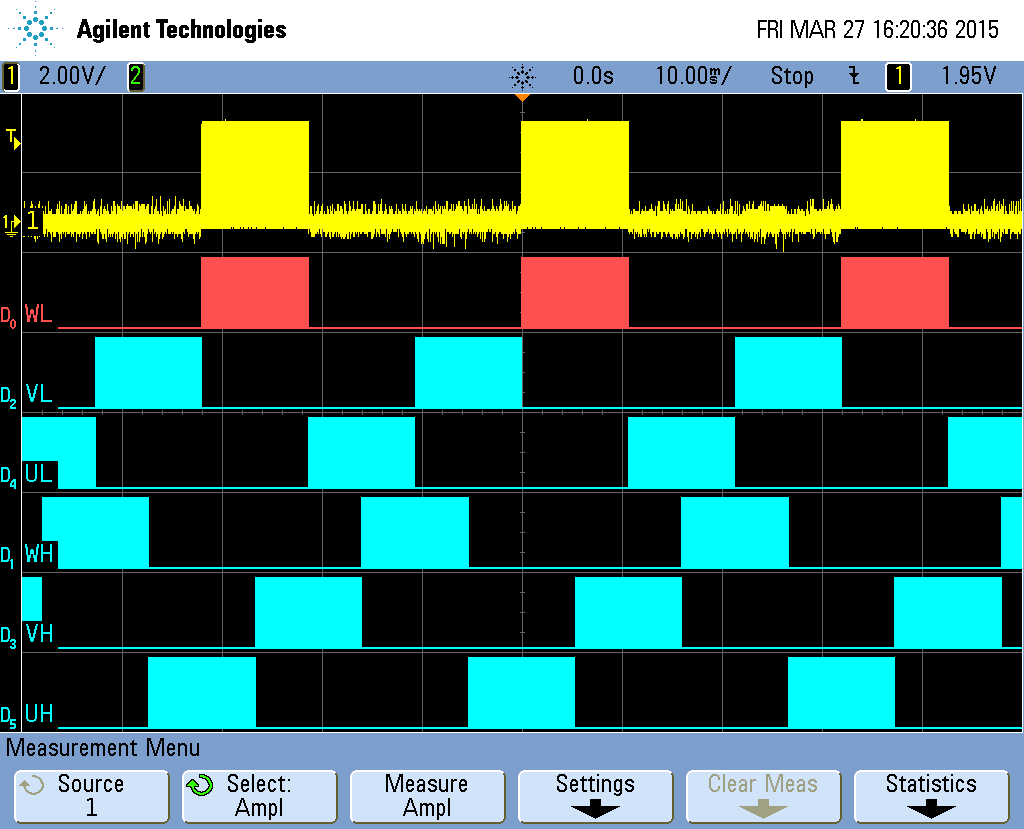 Agilent Technologies
FRI MAR 27 16:20:36 2015
1 2.00V/ 2 0.0s 10.00ms/ Stop 1 1.95V
T
1 1
D0 WL
D2 VL
D4 UL
D1 WH
D3 VH
D5 UH
Measurement Menu
Source
1
Select:
Ampl
Measure
Ampl
Settings
Clear Meas
Statistics